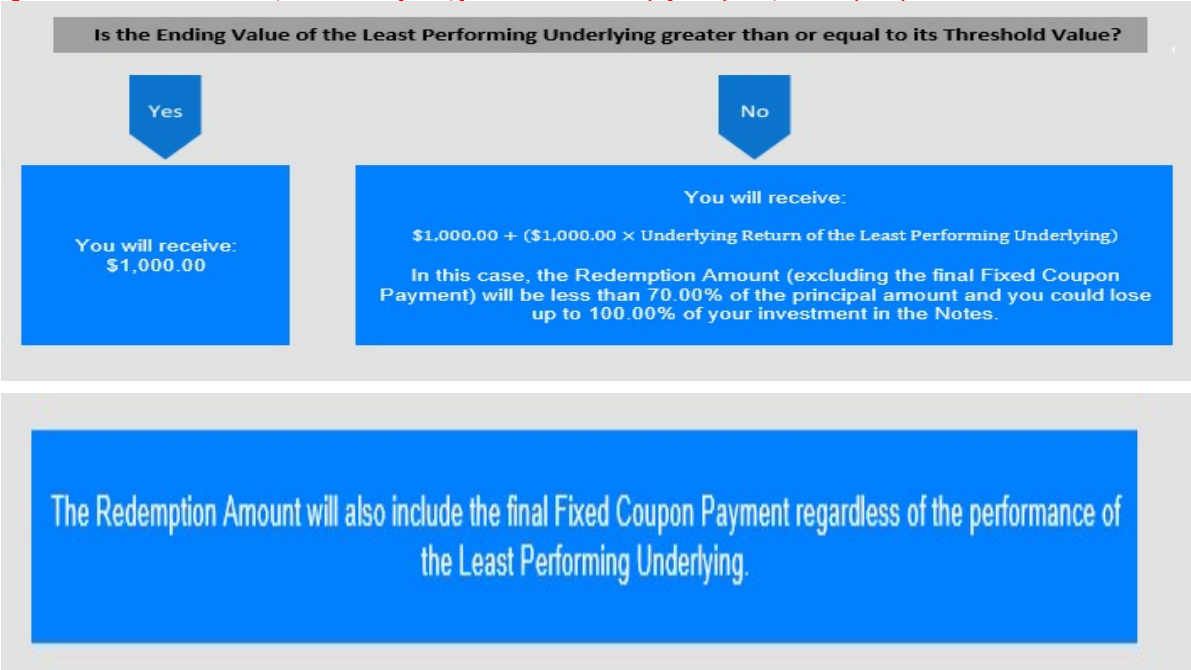 Is the Ending Value of the Least Performing Underlying greater than or equal to its Threshold Value?
Yes
No
You will receive:
$1,000.00
You will receive:
$1,000.00 + ($1,000.00 × Underlying Return of the Least Performing Underlying)
In this case, the Redemption Amount (excluding the final Fixed Coupon
Payment) will be less than 70.00% of the principal amount and you could lose
up to 100.00% of your investment in the Notes.
The Redemption Amount will also include the final Fixed Coupon Payment regardless of the performance of
the Least Performing Underlying.